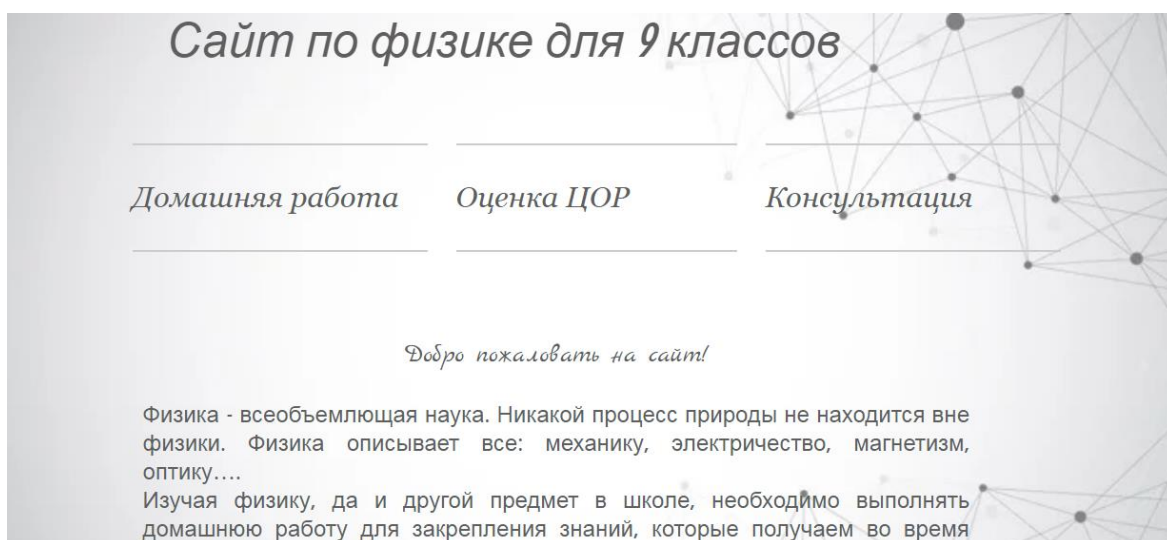 Сайт по физике для 9 классов
Домашняя работа
Оценка ЦОР
Консультация
Добро пожаловать на сайт!
Физика - всеобъемлющая наука. Никакой процесс природы не находится вне
физики. Физика описывает все: механику, электричество, магнетизм,
оптику….
Изучая физику, да и другой предмет в школе, необходимо выполнять
домашнюю работу для закрепления знаний, которые получаем во время